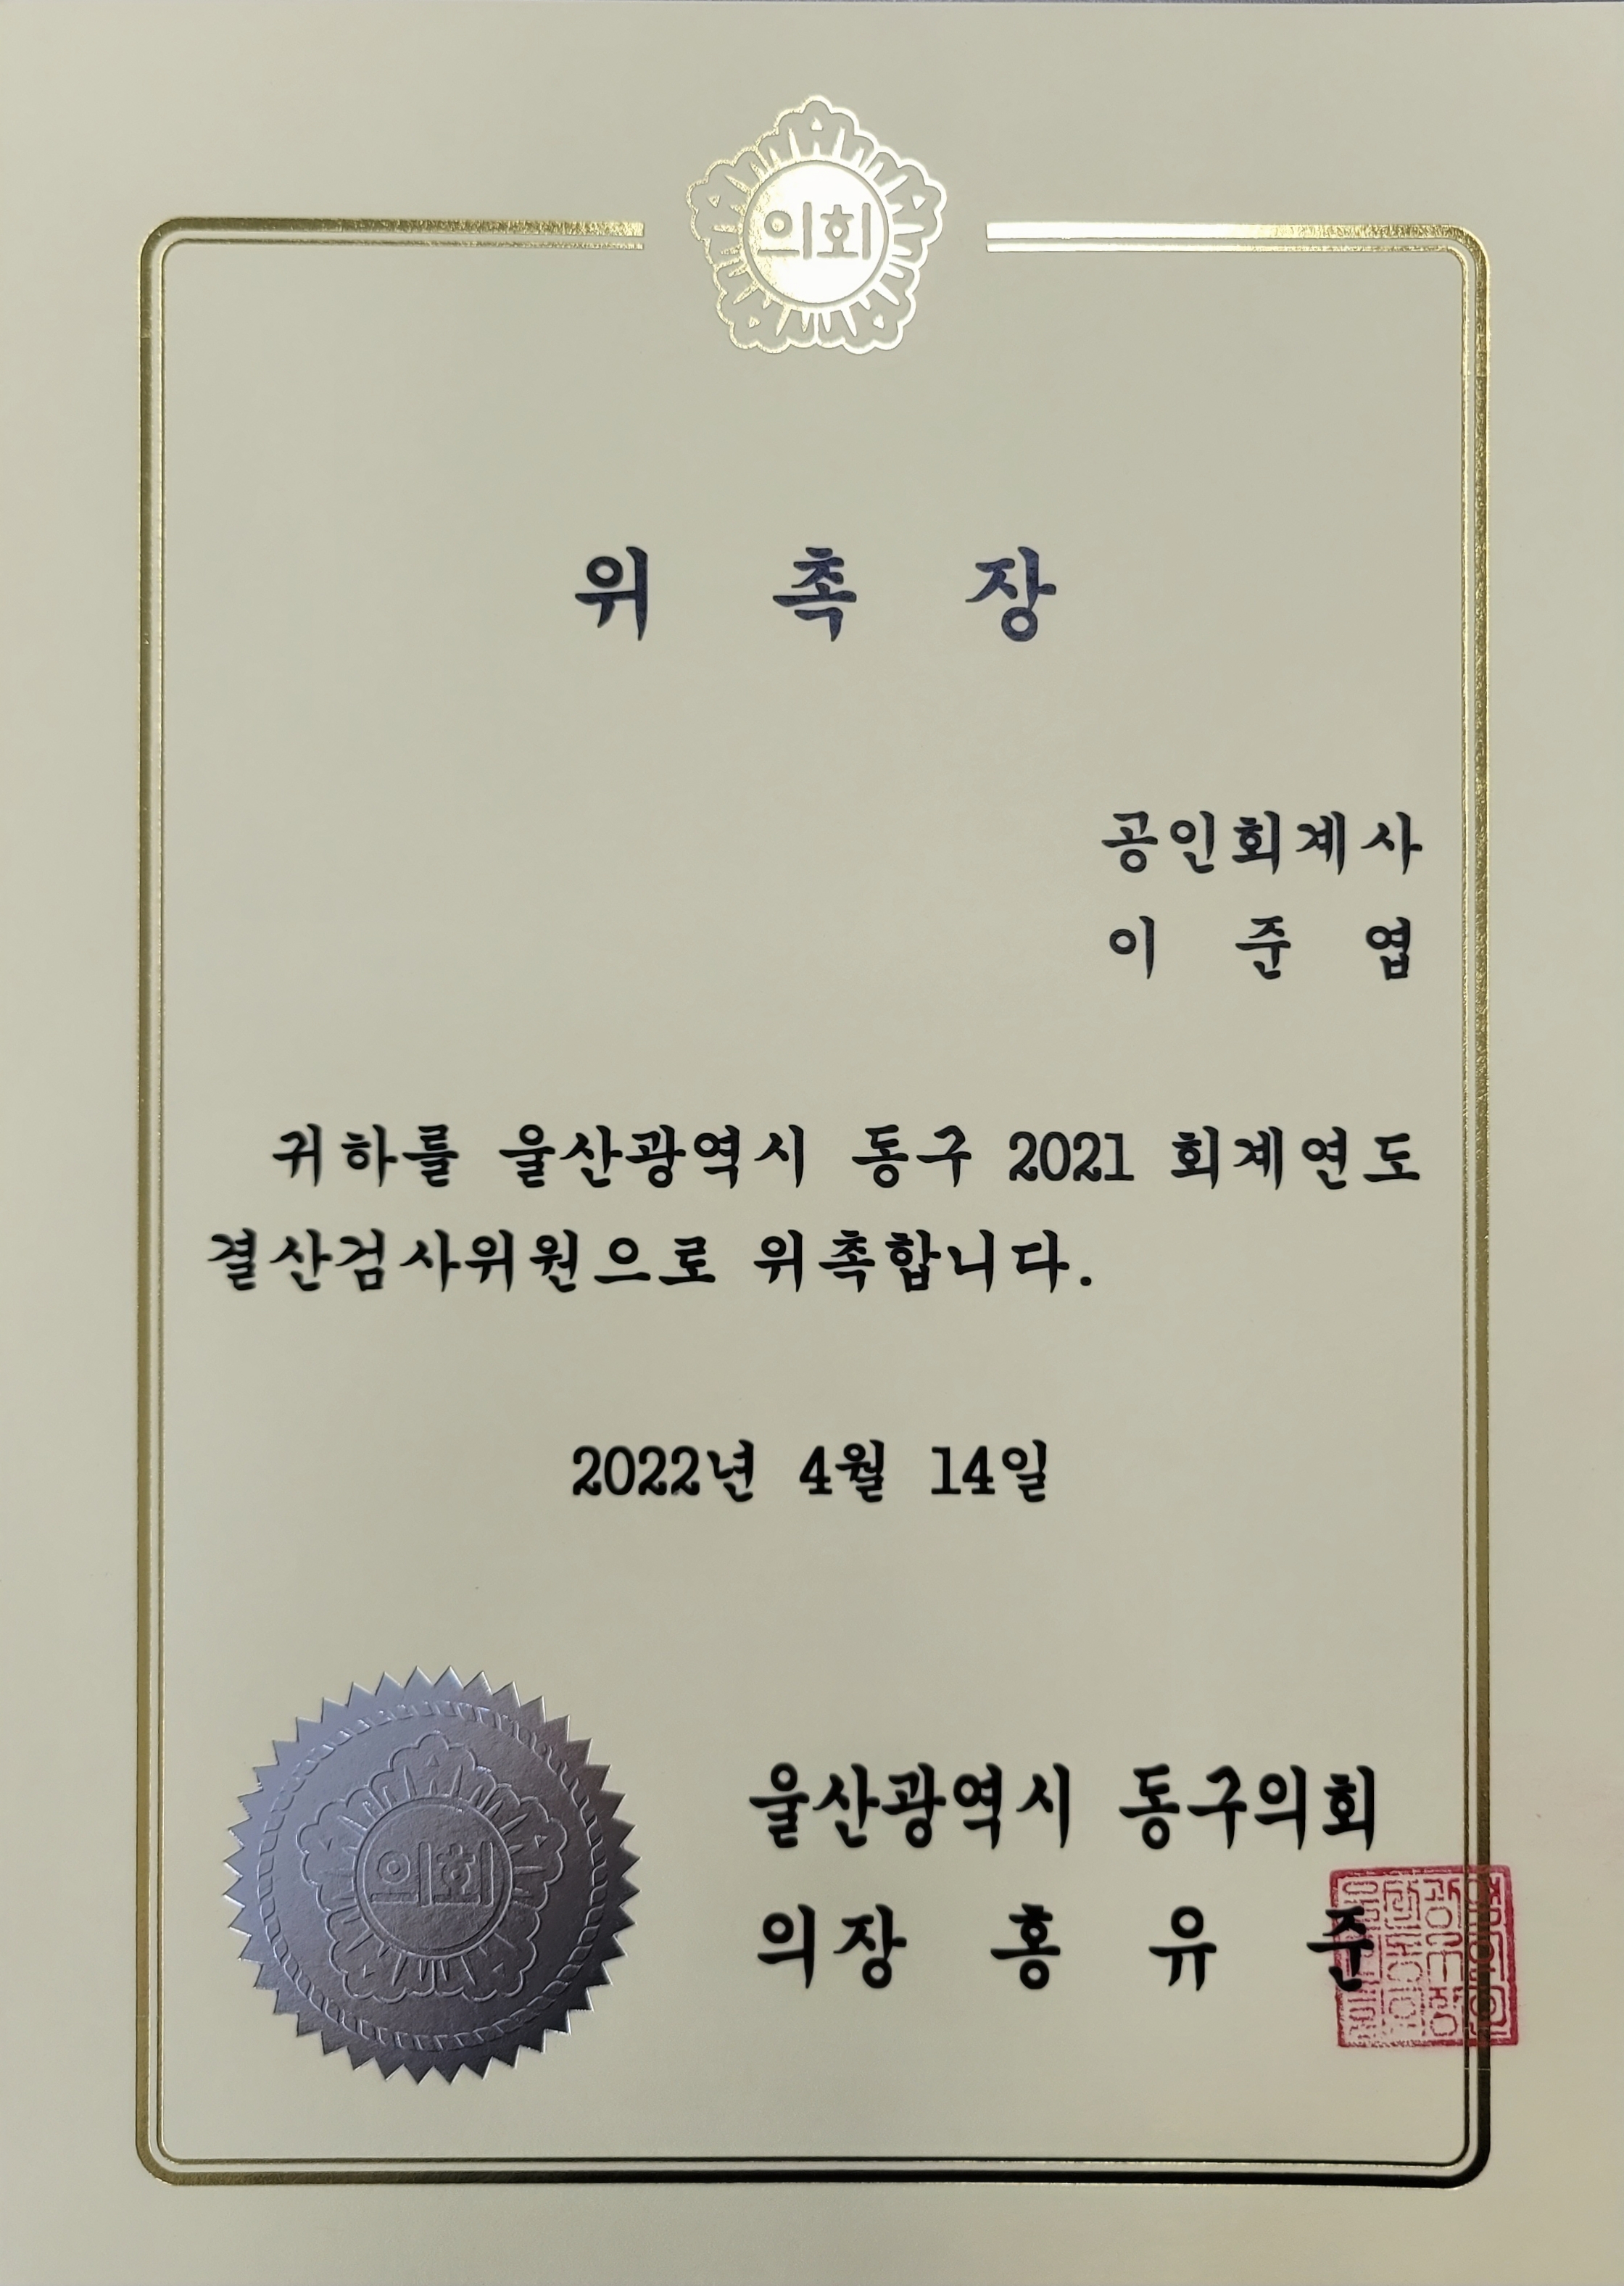 의회
위 촉 장
공인회계사
이 준 엽
귀하를 울산광역시 동구 2021 회계연도
결산검사위원으로 위촉합니다.
2022년 4월 14일
의회
울산광역시 동구의회
의장 홍 유 준